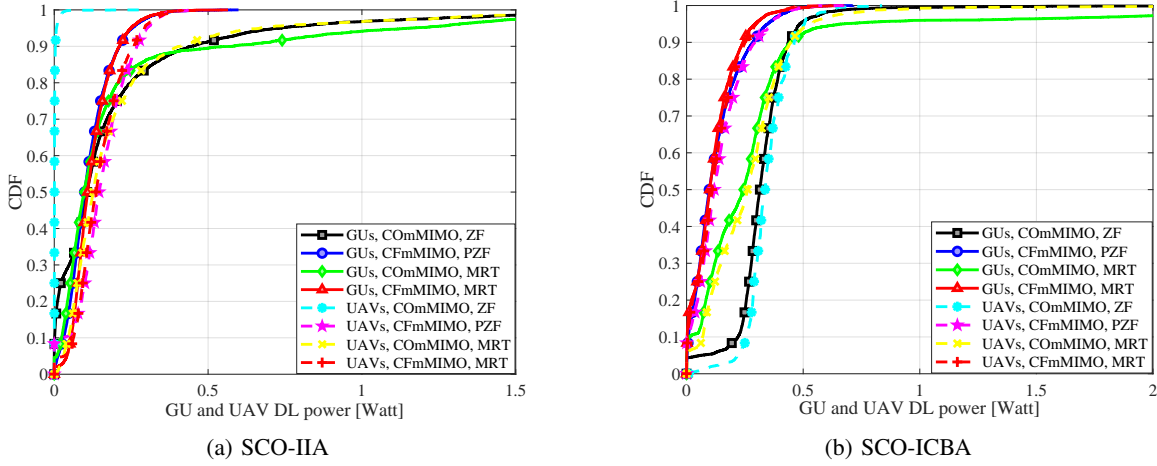 1
0.9
0.8
0.7
0.6
0.5
0.4
0.3
0.2
0.1
0
CDF
GUs, COmMIMO, ZF
GUs, CFmMIMO, PZF
GUs, COmMIMO, MRT
GUs, CFmMIMO, MRT
UAVs, COmMIMO, ZF
UAVs, CFmMIMO, PZF
UAVs, COmMIMO, MRT
UAVs, CFmMIMO, MRT
0 0.5 1 1.5
GU and UAV DL power [Watt]
(a) SCO-IIA
1
0.9
0.8
0.7
0.6
0.5
0.4
0.3
0.2
0.1
0
CDF
GUs, COmMIMO, ZF
GUs, CFmMIMO, PZF
GUs, COmMIMO, MRT
GUs, CFmMIMO, MRT
UAVs, COmMIMO, ZF
UAVs, CFmMIMO, PZF
UAVs, COmMIMO, MRT
UAVs, CFmMIMO, MRT
0 0.5 1 1.5 2
GU and UAV DL power [Watt]
(b) SCO-ICBA